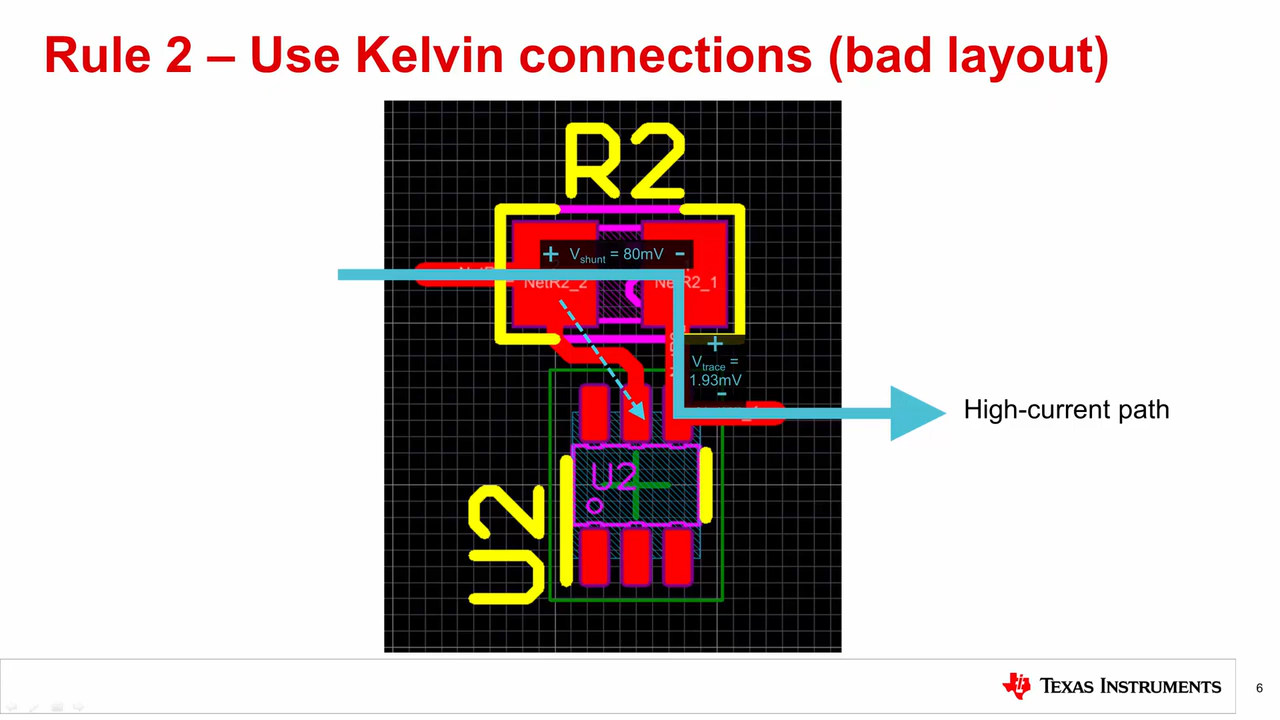 Rule 2 – Use Kelvin connections (bad layout)
R2
+ Vshunt = 80mV -
NetR2_2
NetR2_1
+
Vtrace =
1.93mV
-
High-current path
U2
U2
TEXAS INSTRUMENTS
6